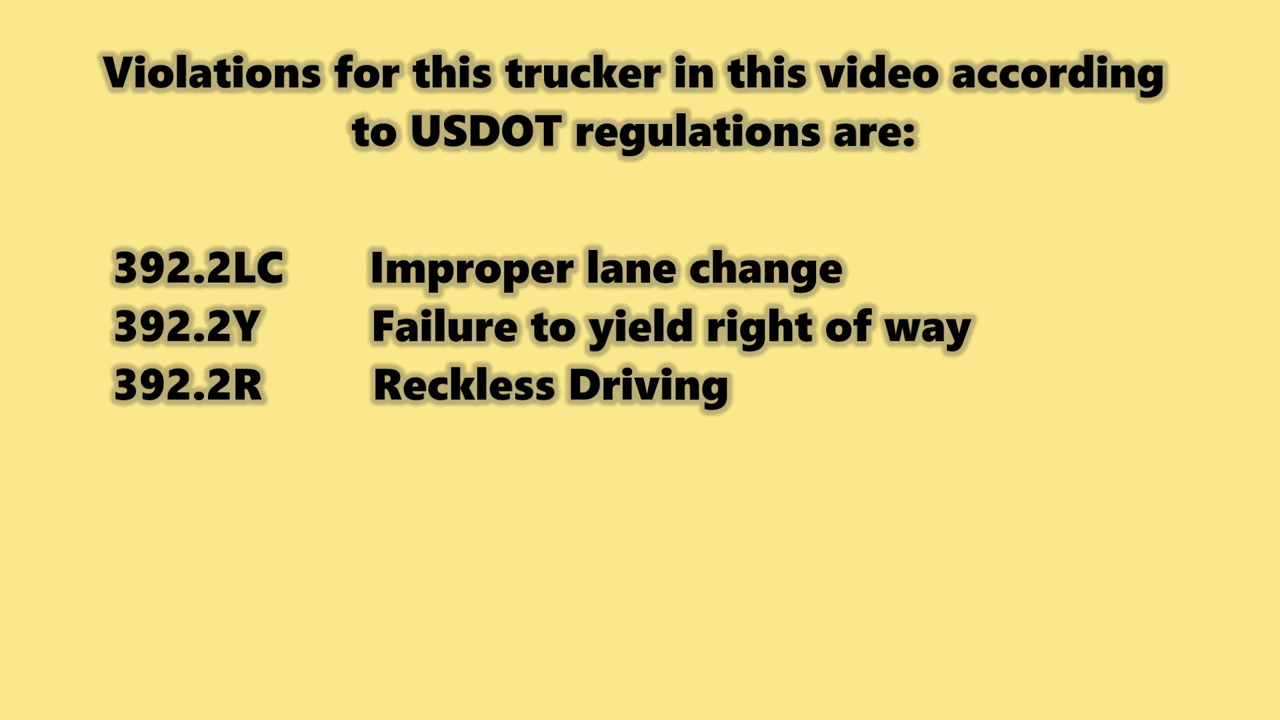 Violations for this trucker in this video according
to USDOT regulations are:
392.2LC Improper lane change
392.2Y Failure to yield right of way
392.2R Reckless Driving